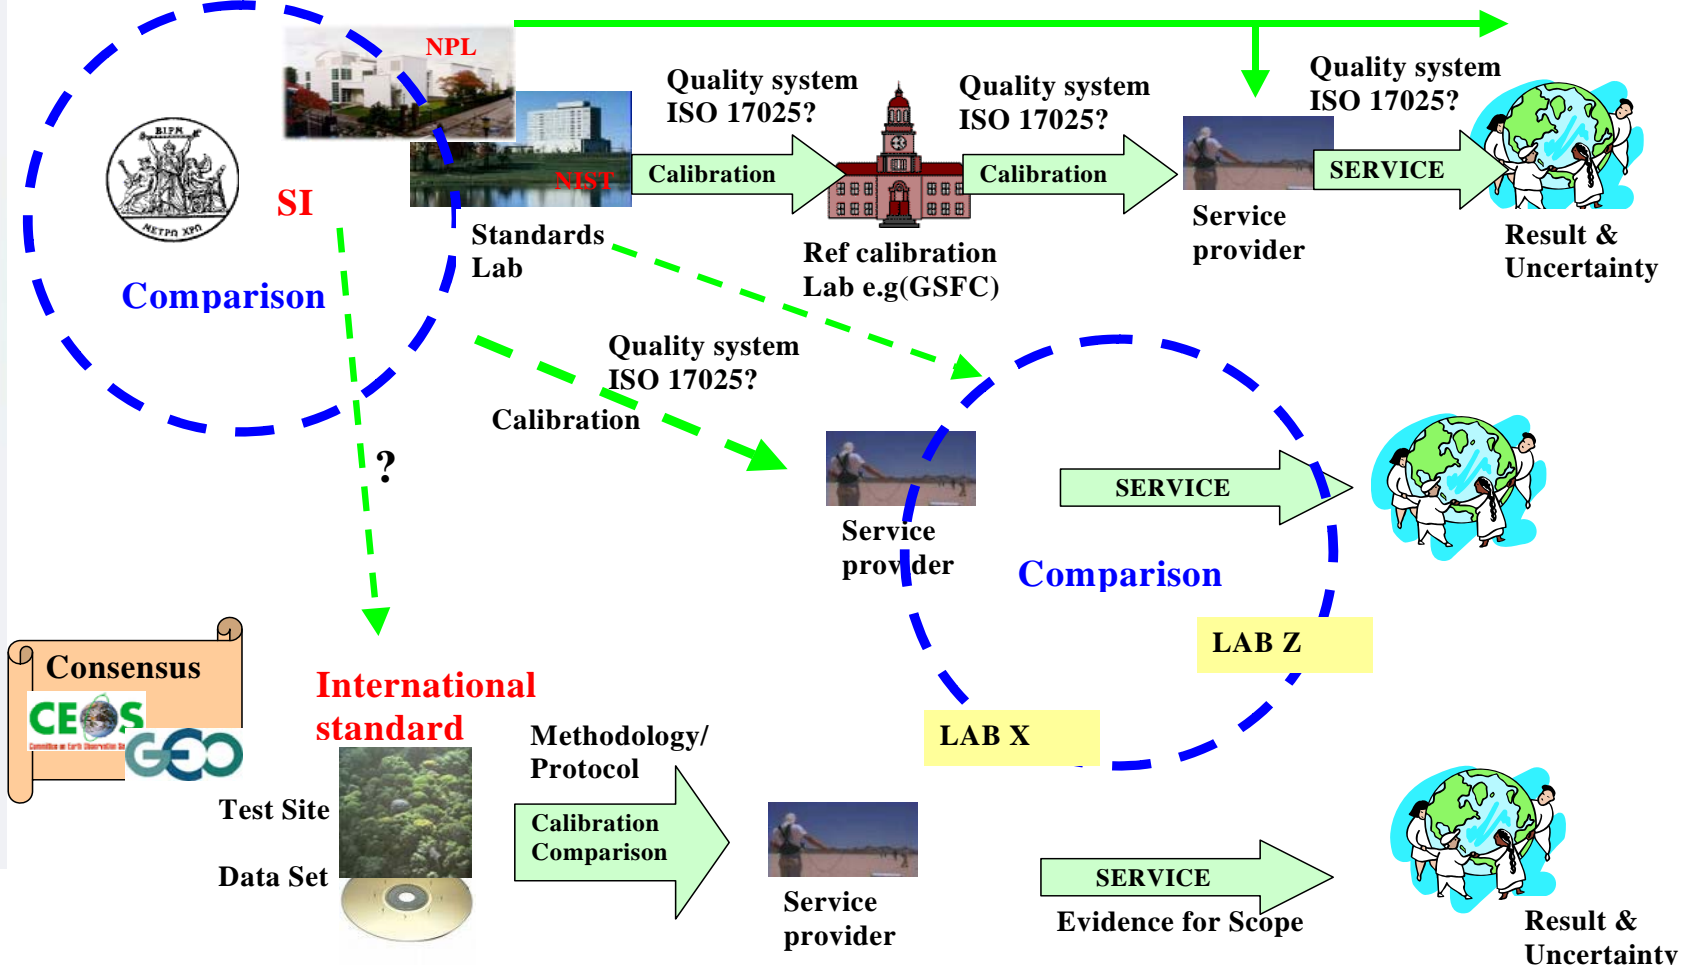 NPL
Quality system
ISO 17025?
Quality system
ISO 17025?
Quality system
ISO 17025?
B.I.P.M
ΜΕΤΡΩ ΧΡΩ
SI
NIST
Calibration
Calibration
SERVICE
Standards
Lab
Ref calibration
Lab e.g(GSFC)
Service
provider
Result &
Uncertainty
Comparison
Quality system
ISO 17025?
Calibration
?
SERVICE
Service
provider
Comparison
LAB Z
LAB X
Consensus
CEOS
GEO
International
standard
Methodology/
Protocol
Test Site
Data Set
Calibration
Comparison
Service
provider
SERVICE
Evidence for Scope
Result &
Uncertainty